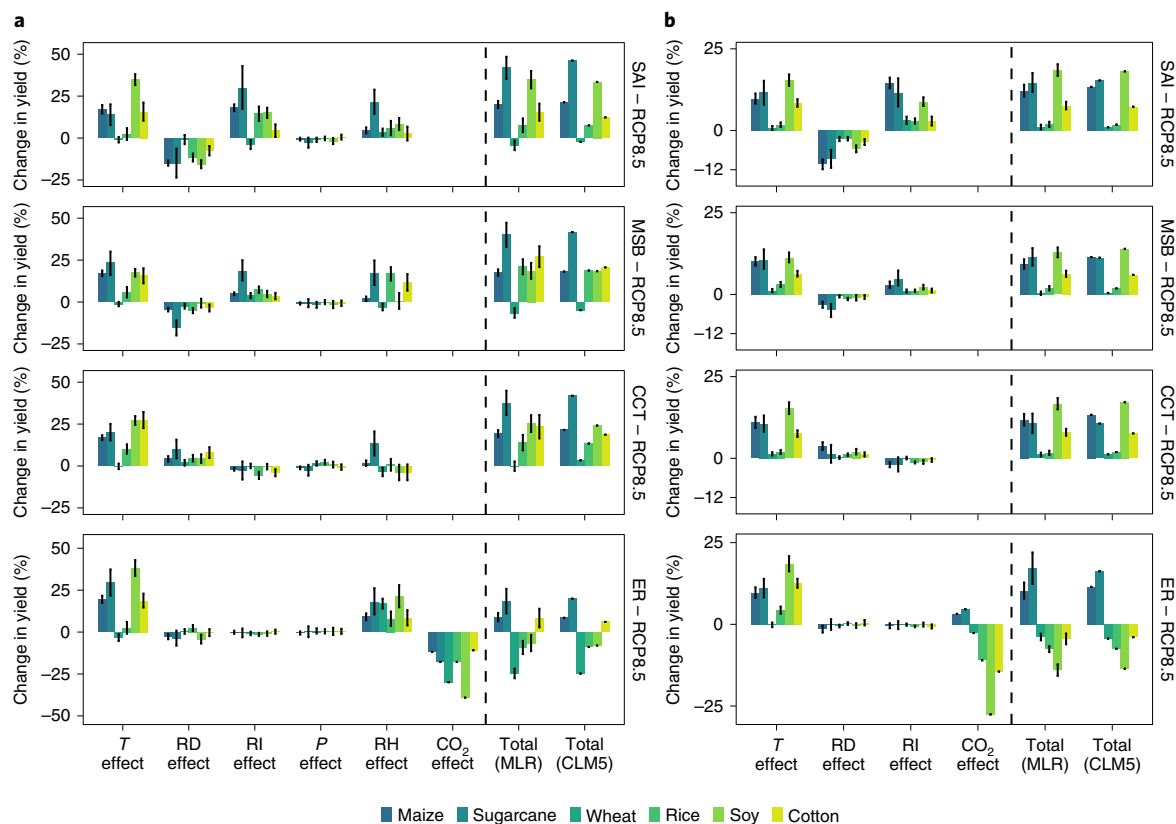 a
b
Change in yield (%)
50
25
0
−25
SAI – RCP8.5
Change in yield (%)
25
0
−12
SAI – RCP8.5
Change in yield (%)
50
25
0
−25
MSB – RCP8.5
Change in yield (%)
25
0
−12
MSB – RCP8.5
Change in yield (%)
50
25
0
−25
CCT – RCP8.5
Change in yield (%)
25
0
−12
CCT – RCP8.5
Change in yield (%)
50
25
0
−25
−50
ER – RCP8.5
Change in yield (%)
25
0
−25
ER – RCP8.5
T effect
RD effect
RI effect
P effect
RH effect
CO2 effect
Total (MLR)
Total (CLM5)
T effect
RD effect
RI effect
CO2 effect
Total (MLR)
Total (CLM5)
Maize Sugarcane Wheat Rice Soy Cotton